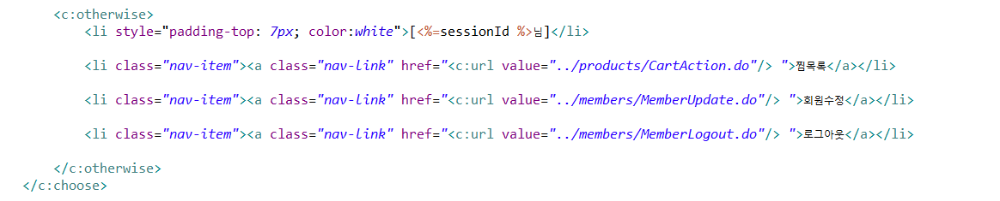 <c:otherwise>
<li style="padding-top: 7px; color:white">[<%=sessionId %>님]</li>
<li class="nav-item"><a class="nav-link" href="<c:url value="../products/CartAction.do"/> ">찜목록</a></li>
<li class="nav-item"><a class="nav-link" href="<c:url value="../members/MemberUpdate.do"/> ">회원수정</a></li>
<li class="nav-item"><a class="nav-link" href="<c:url value="../members/MemberLogout.do"/> ">로그아웃</a></li>
</c:otherwise>
</c:choose>